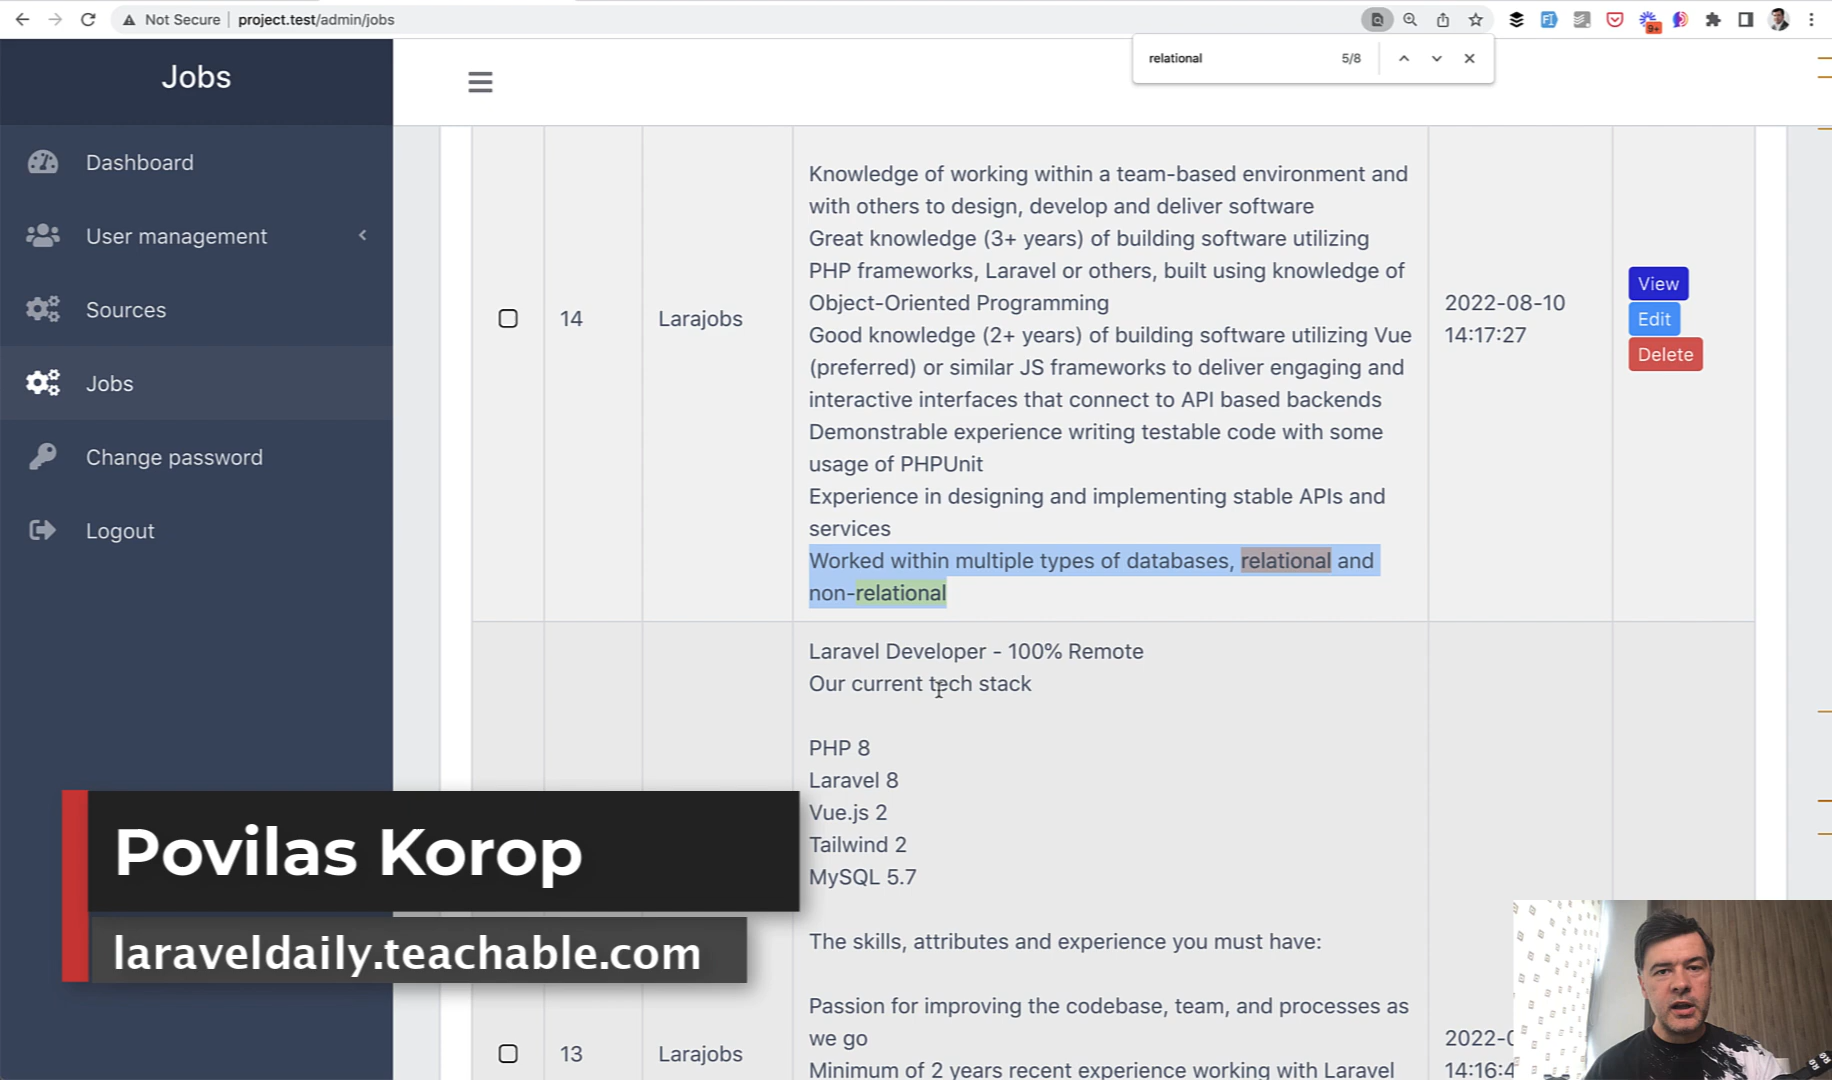 Not Secure
project.test/admin/jobs
9+
relational
5/8
Jobs
Dashboard
User management
Sources
Jobs
Change password
Logout
14
Larajobs
Knowledge of working within a team-based environment and
with others to design, develop and deliver software
Great knowledge (3+ years) of building software utilizing
PHP frameworks, Laravel or others, built using knowledge of
Object-Oriented Programming
Good knowledge (2+ years) of building software utilizing Vue
(preferred) or similar JS frameworks to deliver engaging and
interactive interfaces that connect to API based backends
Demonstrable experience writing testable code with some
usage of PHPUnit
Experience in designing and implementing stable APIs and
services
Worked within multiple types of databases, relational and
non-relational
2022-08-10
14:17:27
View
Edit
Delete
13
Larajobs
Laravel Developer - 100% Remote
Our current tech stack
PHP 8
Laravel 8
Vue.js 2
Tailwind 2
MySQL 5.7
The skills, attributes and experience you must have:
Passion for improving the codebase, team, and processes as
we go
Minimum of 2 years recent experience working with Laravel
2022-0
14:16:4
Povilas Korop
laraveldaily.teachable.com